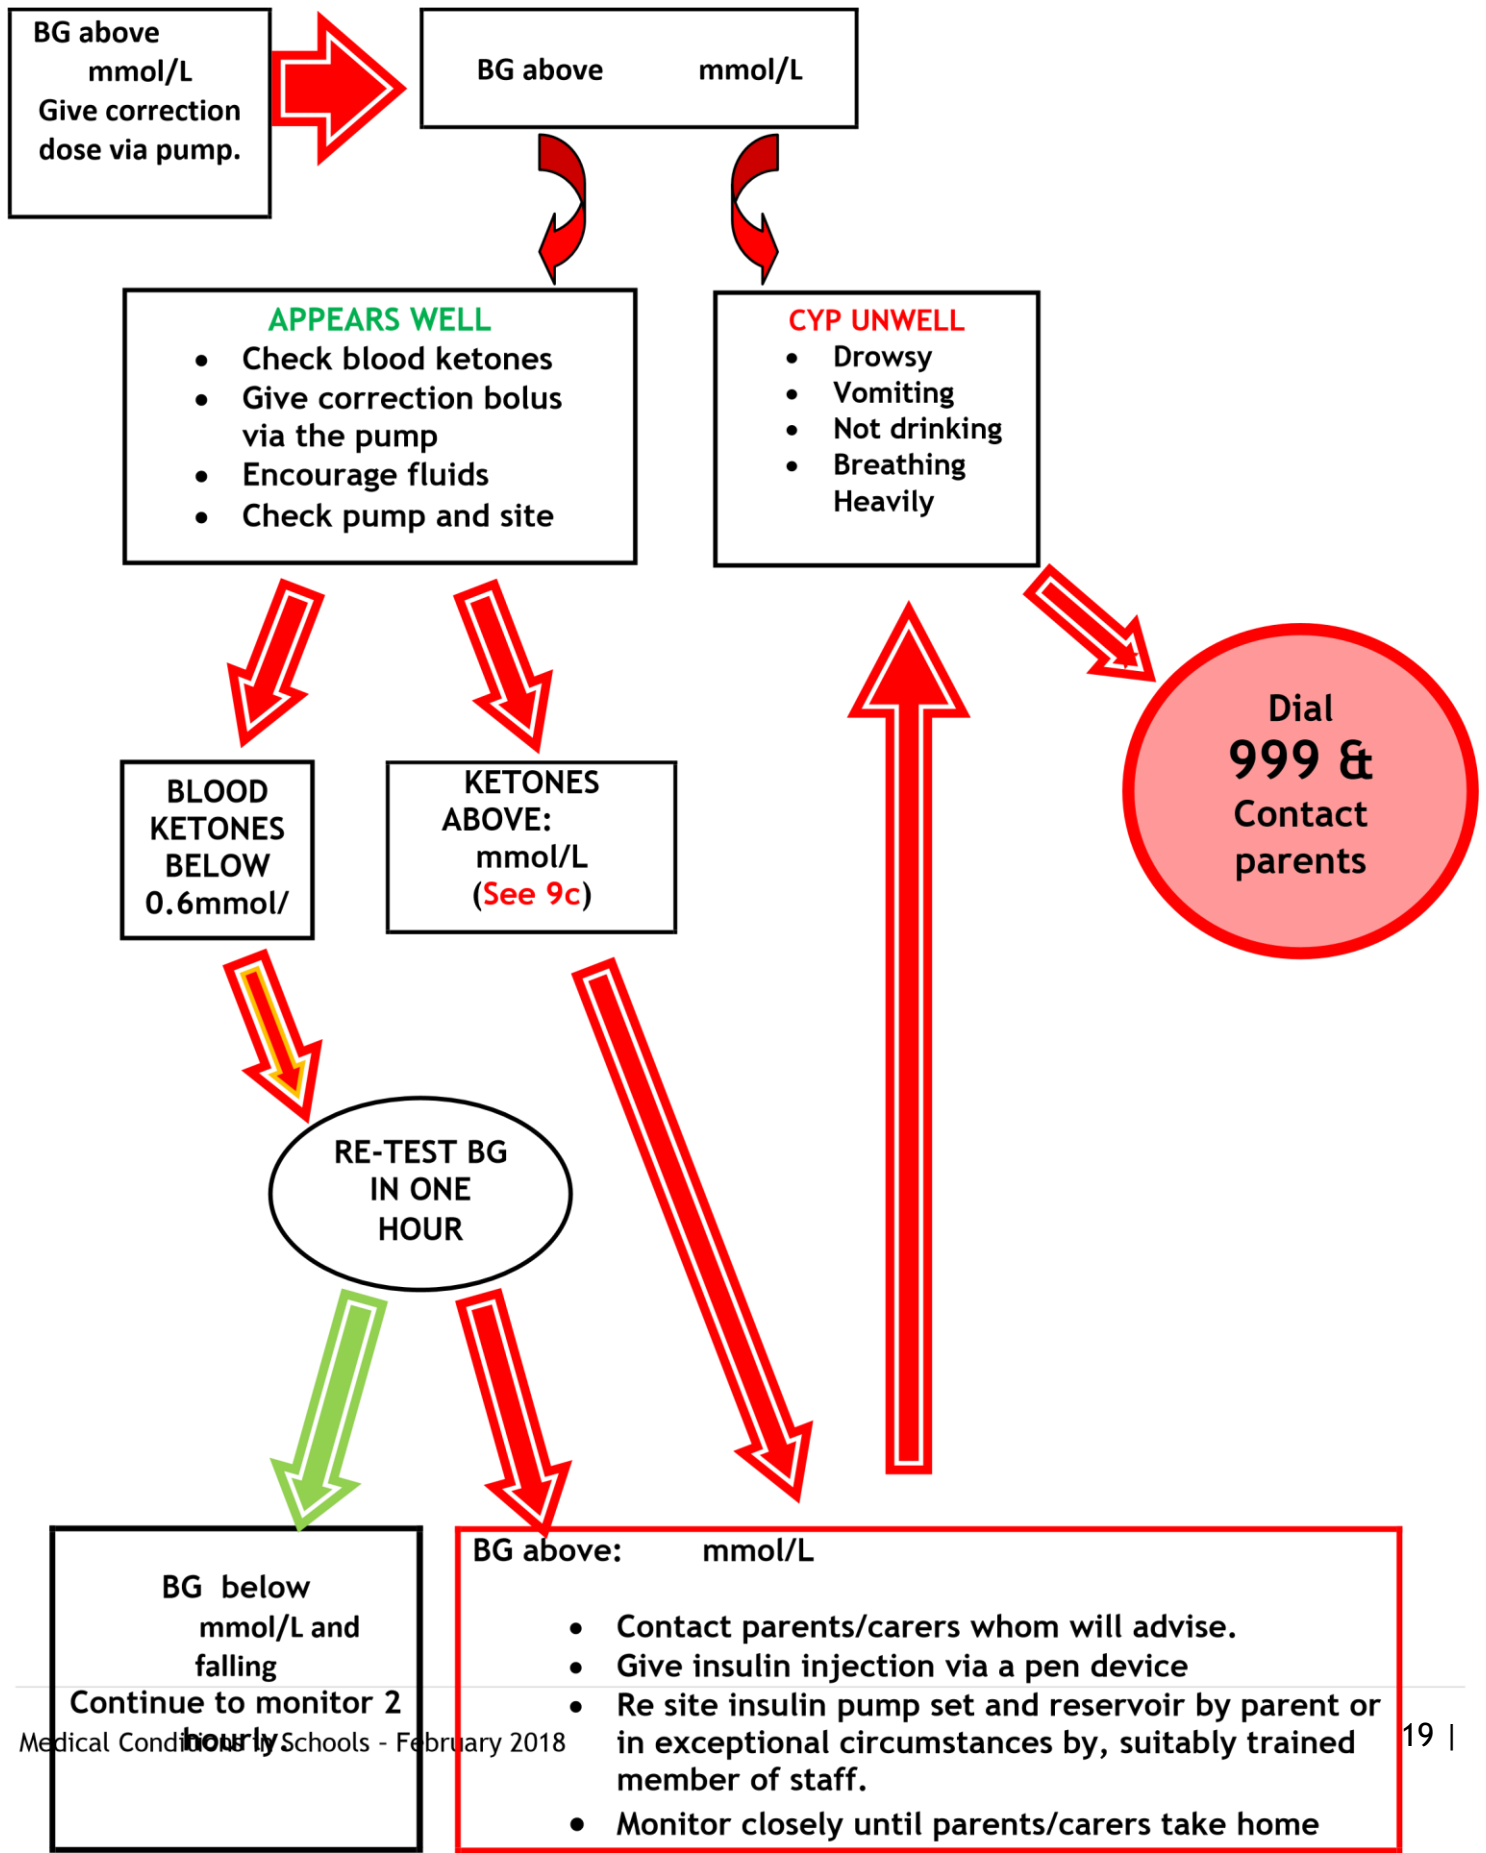 BG above
mmol/L
Give correction
dose via pump.
BG above mmol/L
APPEARS WELL
• Check blood ketones
• Give correction bolus
via the pump
• Encourage fluids
• Check pump and site
CYP UNWELL
• Drowsy
• Vomiting
• Not drinking
• Breathing
Heavily
Dial
999 &
Contact
parents
BLOOD
KETONES
BELOW
0.6mmol/
KETONES
ABOVE:
mmol/L
(See 9c)
RE-TEST BG
IN ONE
HOUR
BG below
mmol/L and
falling
Continue to monitor 2
hourly.
BG above: mmol/L
• Contact parents/carers whom will advise.
• Give insulin injection via a pen device
• Re site insulin pump set and reservoir by parent or
in exceptional circumstances by, suitably trained
member of staff.
• Monitor closely until parents/carers take home
Medical Conditions in Schools - February 2018
19 |